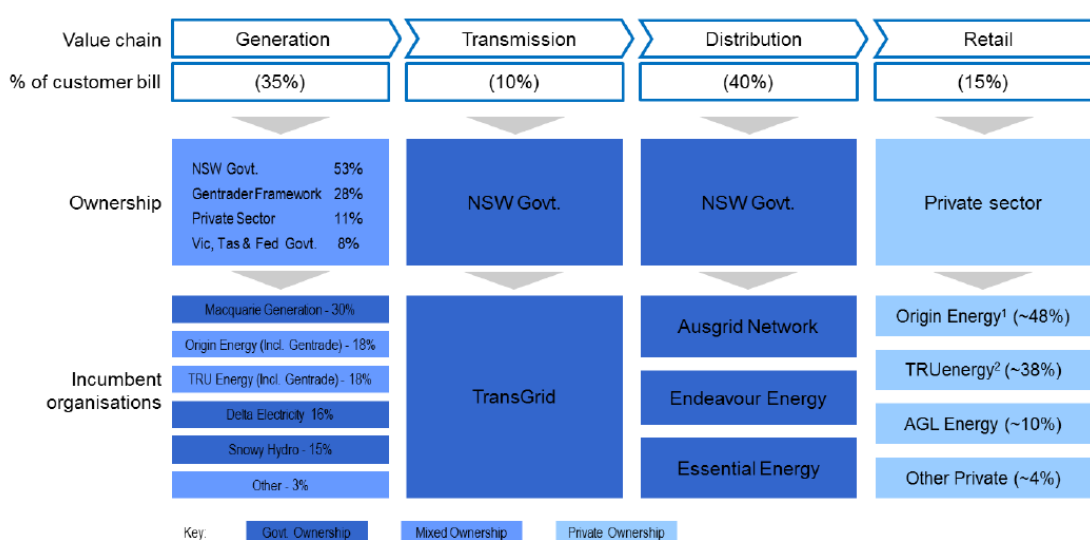 Value chain
Generation
Transmission
Distribution
Retail
% of customer bill
(35%)
(10%)
(40%)
(15%)
Ownership
NSW Govt. 53%
Gentrader Framework 28%
Private Sector 11%
Vic, Tas & Fed Govt. 8%
NSW Govt.
NSW Govt.
Private sector
Incumbent
organisations
Macquarie Generation - 30%
Origin Energy (Incl. Gentrade) - 18%
TRU Energy (Incl. Gentrade) - 18%
Delta Electricity 16%
Snowy Hydro - 15%
Other - 3%
TransGrid
Ausgrid Network
Endeavour Energy
Essential Energy
Origin Energy¹ (~48%)
TRUenergy² (~38%)
AGL Energy (~10%)
Other Private (~4%)
Key:
Govt. Ownership
Mixed Ownership
Private Ownership